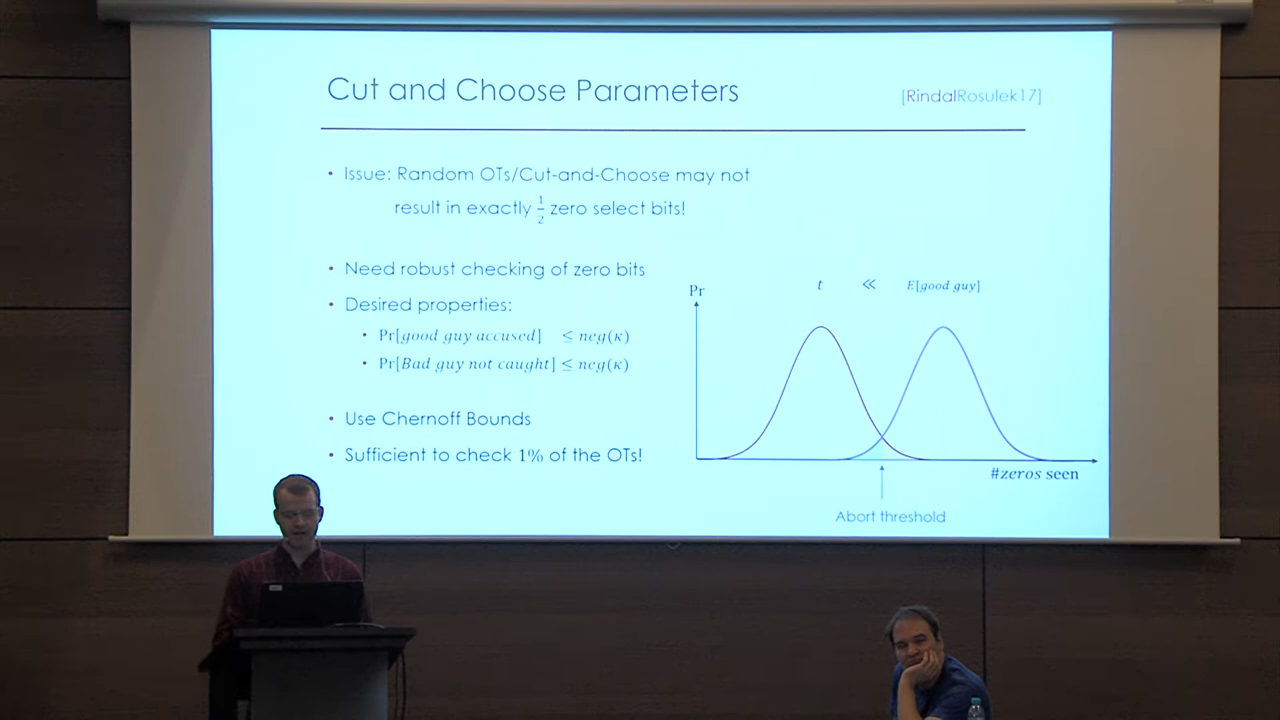 Cut and Choose Parameters
[RindalRosulek17]
• Issue: Random OTs/Cut-and-Choose may not
result in exactly 1/2 zero select bits!
• Need robust checking of zero bits
• Desired properties:
• Pr[good guy accused] ≤ neg(κ)
• Pr[Bad guy not caught] ≤ neg(κ)
• Use Chernoff Bounds
• Sufficient to check 1% of the OTs!
t ≪ E[good guy]
Pr
#zeros seen
Abort threshold